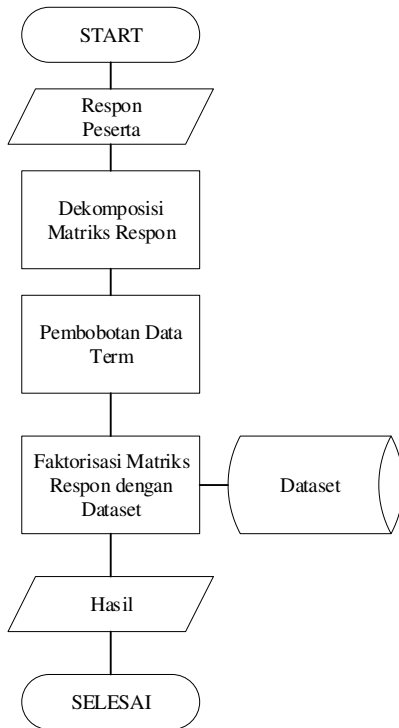 START
Respon
Peserta
Dekomposisi
Matriks Respon
Pembobotan Data
Term
Faktorisasi Matriks
Respon dengan
Dataset
Dataset
Hasil
SELESAI